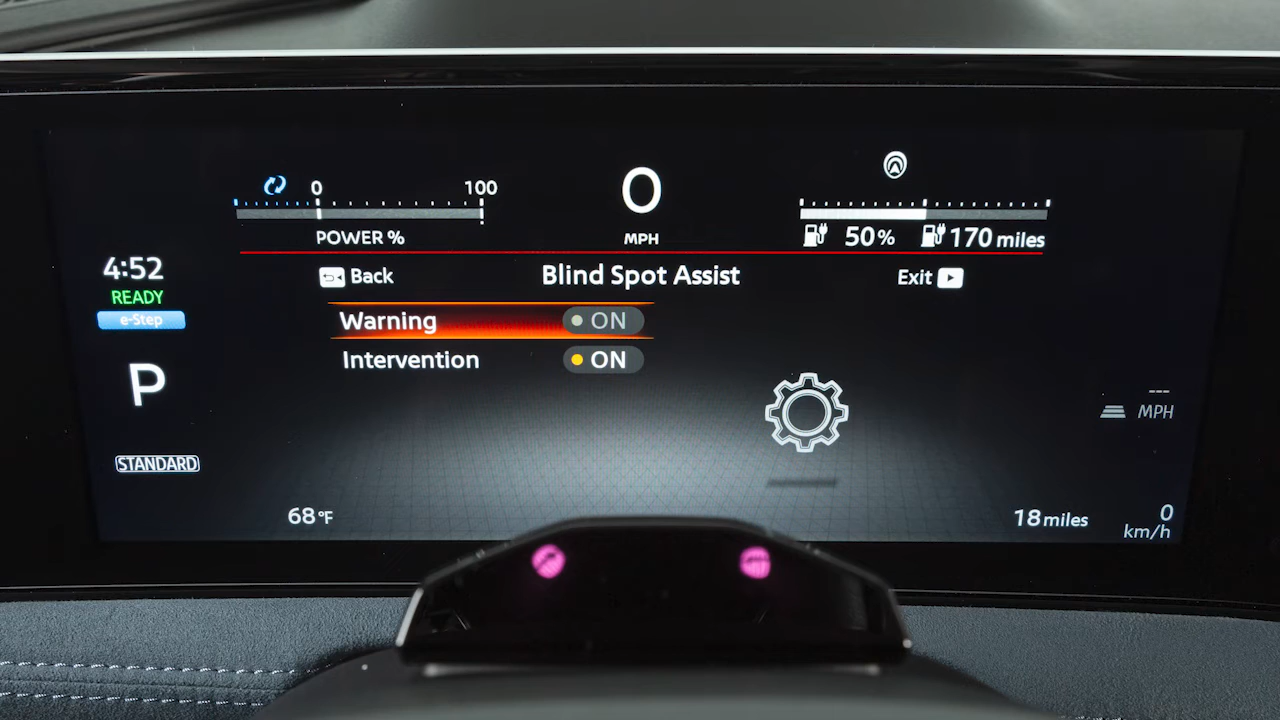 0 100
0
POWER %
MPH
50% 170 miles
4:52
Back Blind Spot Assist Exit
READY
e-Step
Warning ON
Intervention ON
P
--- MPH
STANDARD
68°F
18 miles
0
km/h